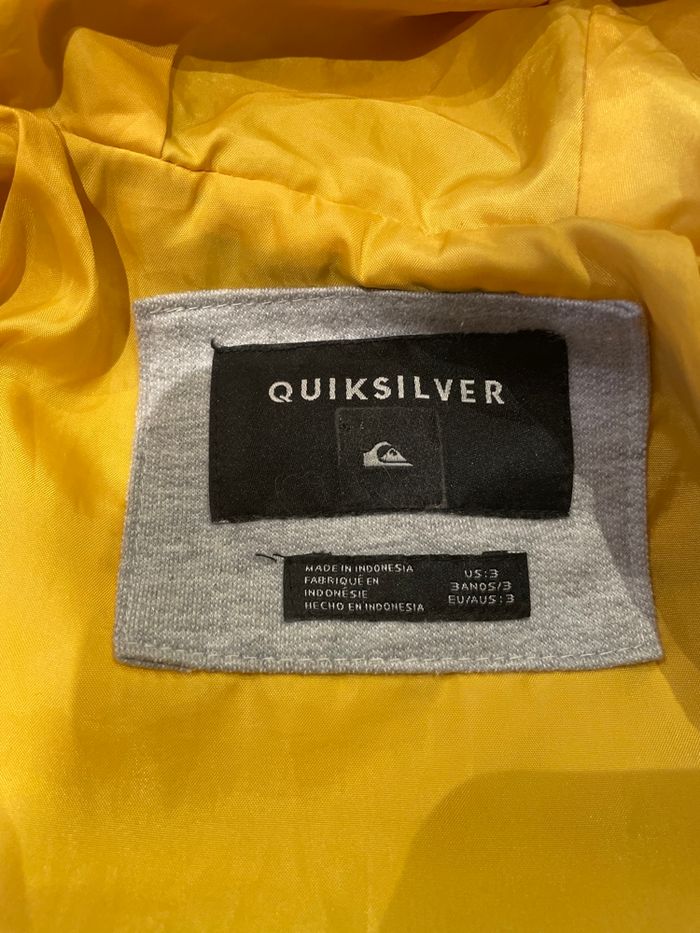 QUIKSILVER
MADE IN INDONESIA
FABRIQUÉ EN
INDONÉSIE
HECHO EN INDONESIA
US:3
3ANOS/3
EU/AUS:3